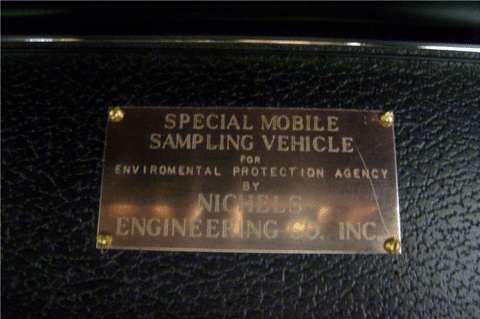 SPECIAL MOBILE
SAMPLING VEHICLE
FOR
ENVIROMENTAL PROTECTION AGENCY
BY
NICHELS
ENGINEERING CO. INC.